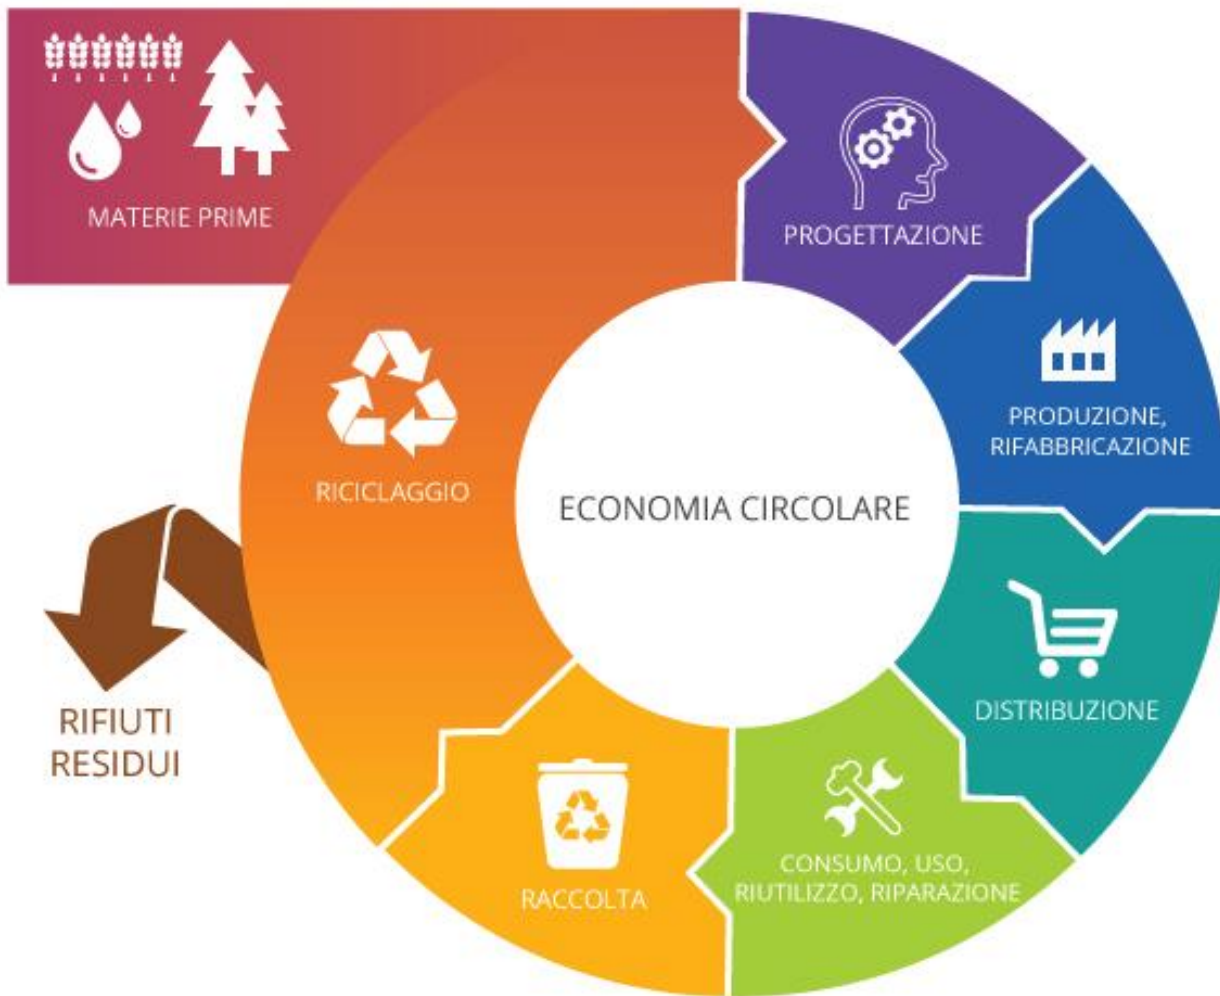 MATERIE PRIME
PROGETTAZIONE
PRODUZIONE,
RIFABBRICAZIONE
RICICLAGGIO
ECONOMIA CIRCOLARE
DISTRIBUZIONE
RIFIUTI
RESIDUI
CONSUMO, USO,
RIUTILIZZO, RIPARAZIONE
RACCOLTA